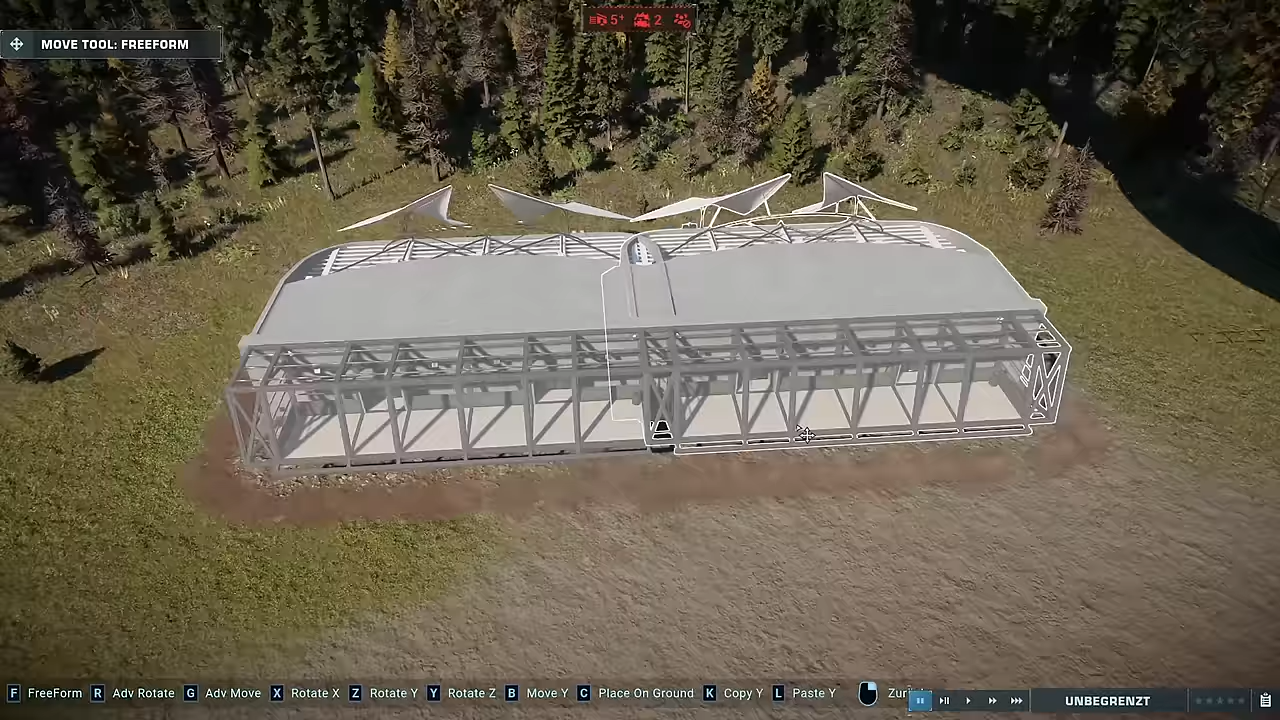 5+ 2
MOVE TOOL: FREEFORM
F FreeForm R Adv Rotate G Adv Move X Rotate X Z Rotate Y Y Rotate Z B Move Y C Place On Ground K Copy Y L Paste Y
UNBEGRENZT